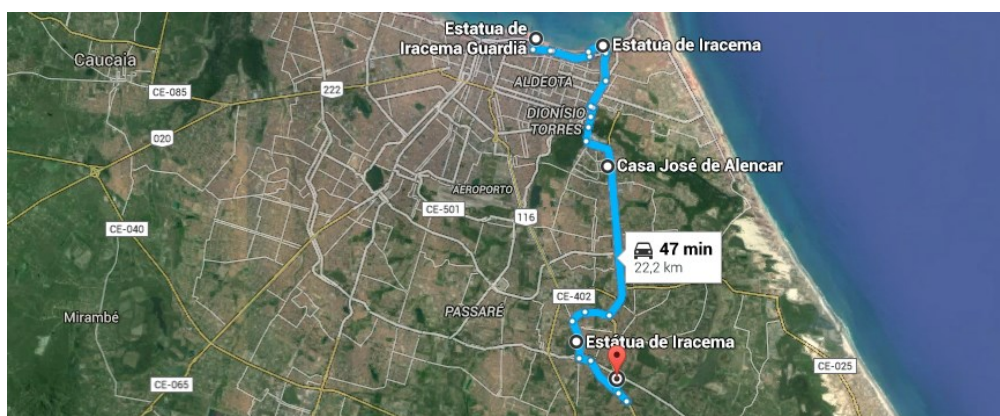 Estatua de
Iracema Guardiã
Estatua de Iracema
Caucaia
ALDEOTA
CE-085
222
DIONÍSIO
TORRES
020
Casa José de Alencar
AEROPORTO
CE-501
116
CE-040
47 min
22,2 km
CE-402
PASSARÉ
Mirambé
Estátua de Iracema
CE-025
CE-065